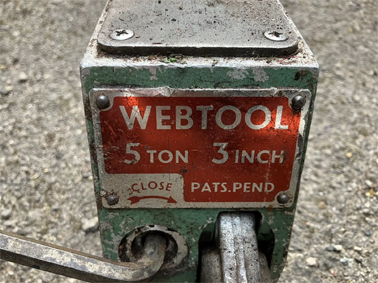 WEBTOOL
5 TON 3 INCH
CLOSE
PATS.PEND